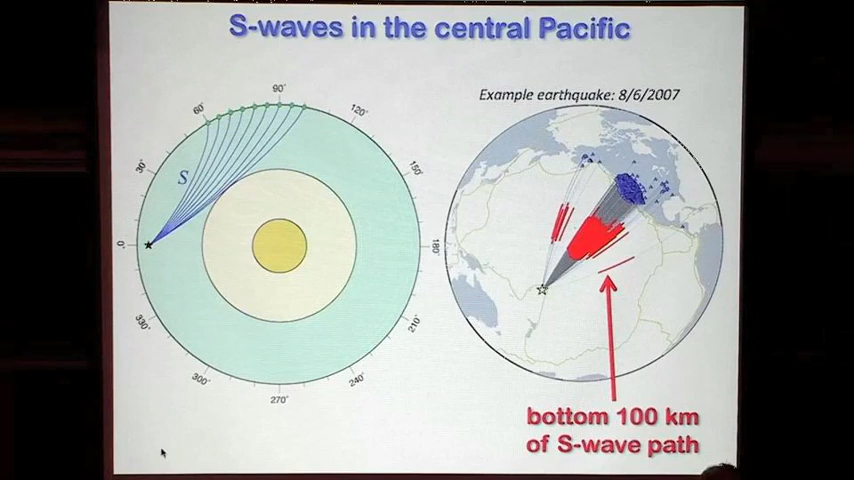 S-waves in the central Pacific
Example earthquake: 8/6/2007
90°
60°
120°
30°
150°
S
0°
180°
330°
210°
300°
240°
270°
bottom 100 km
of S-wave path